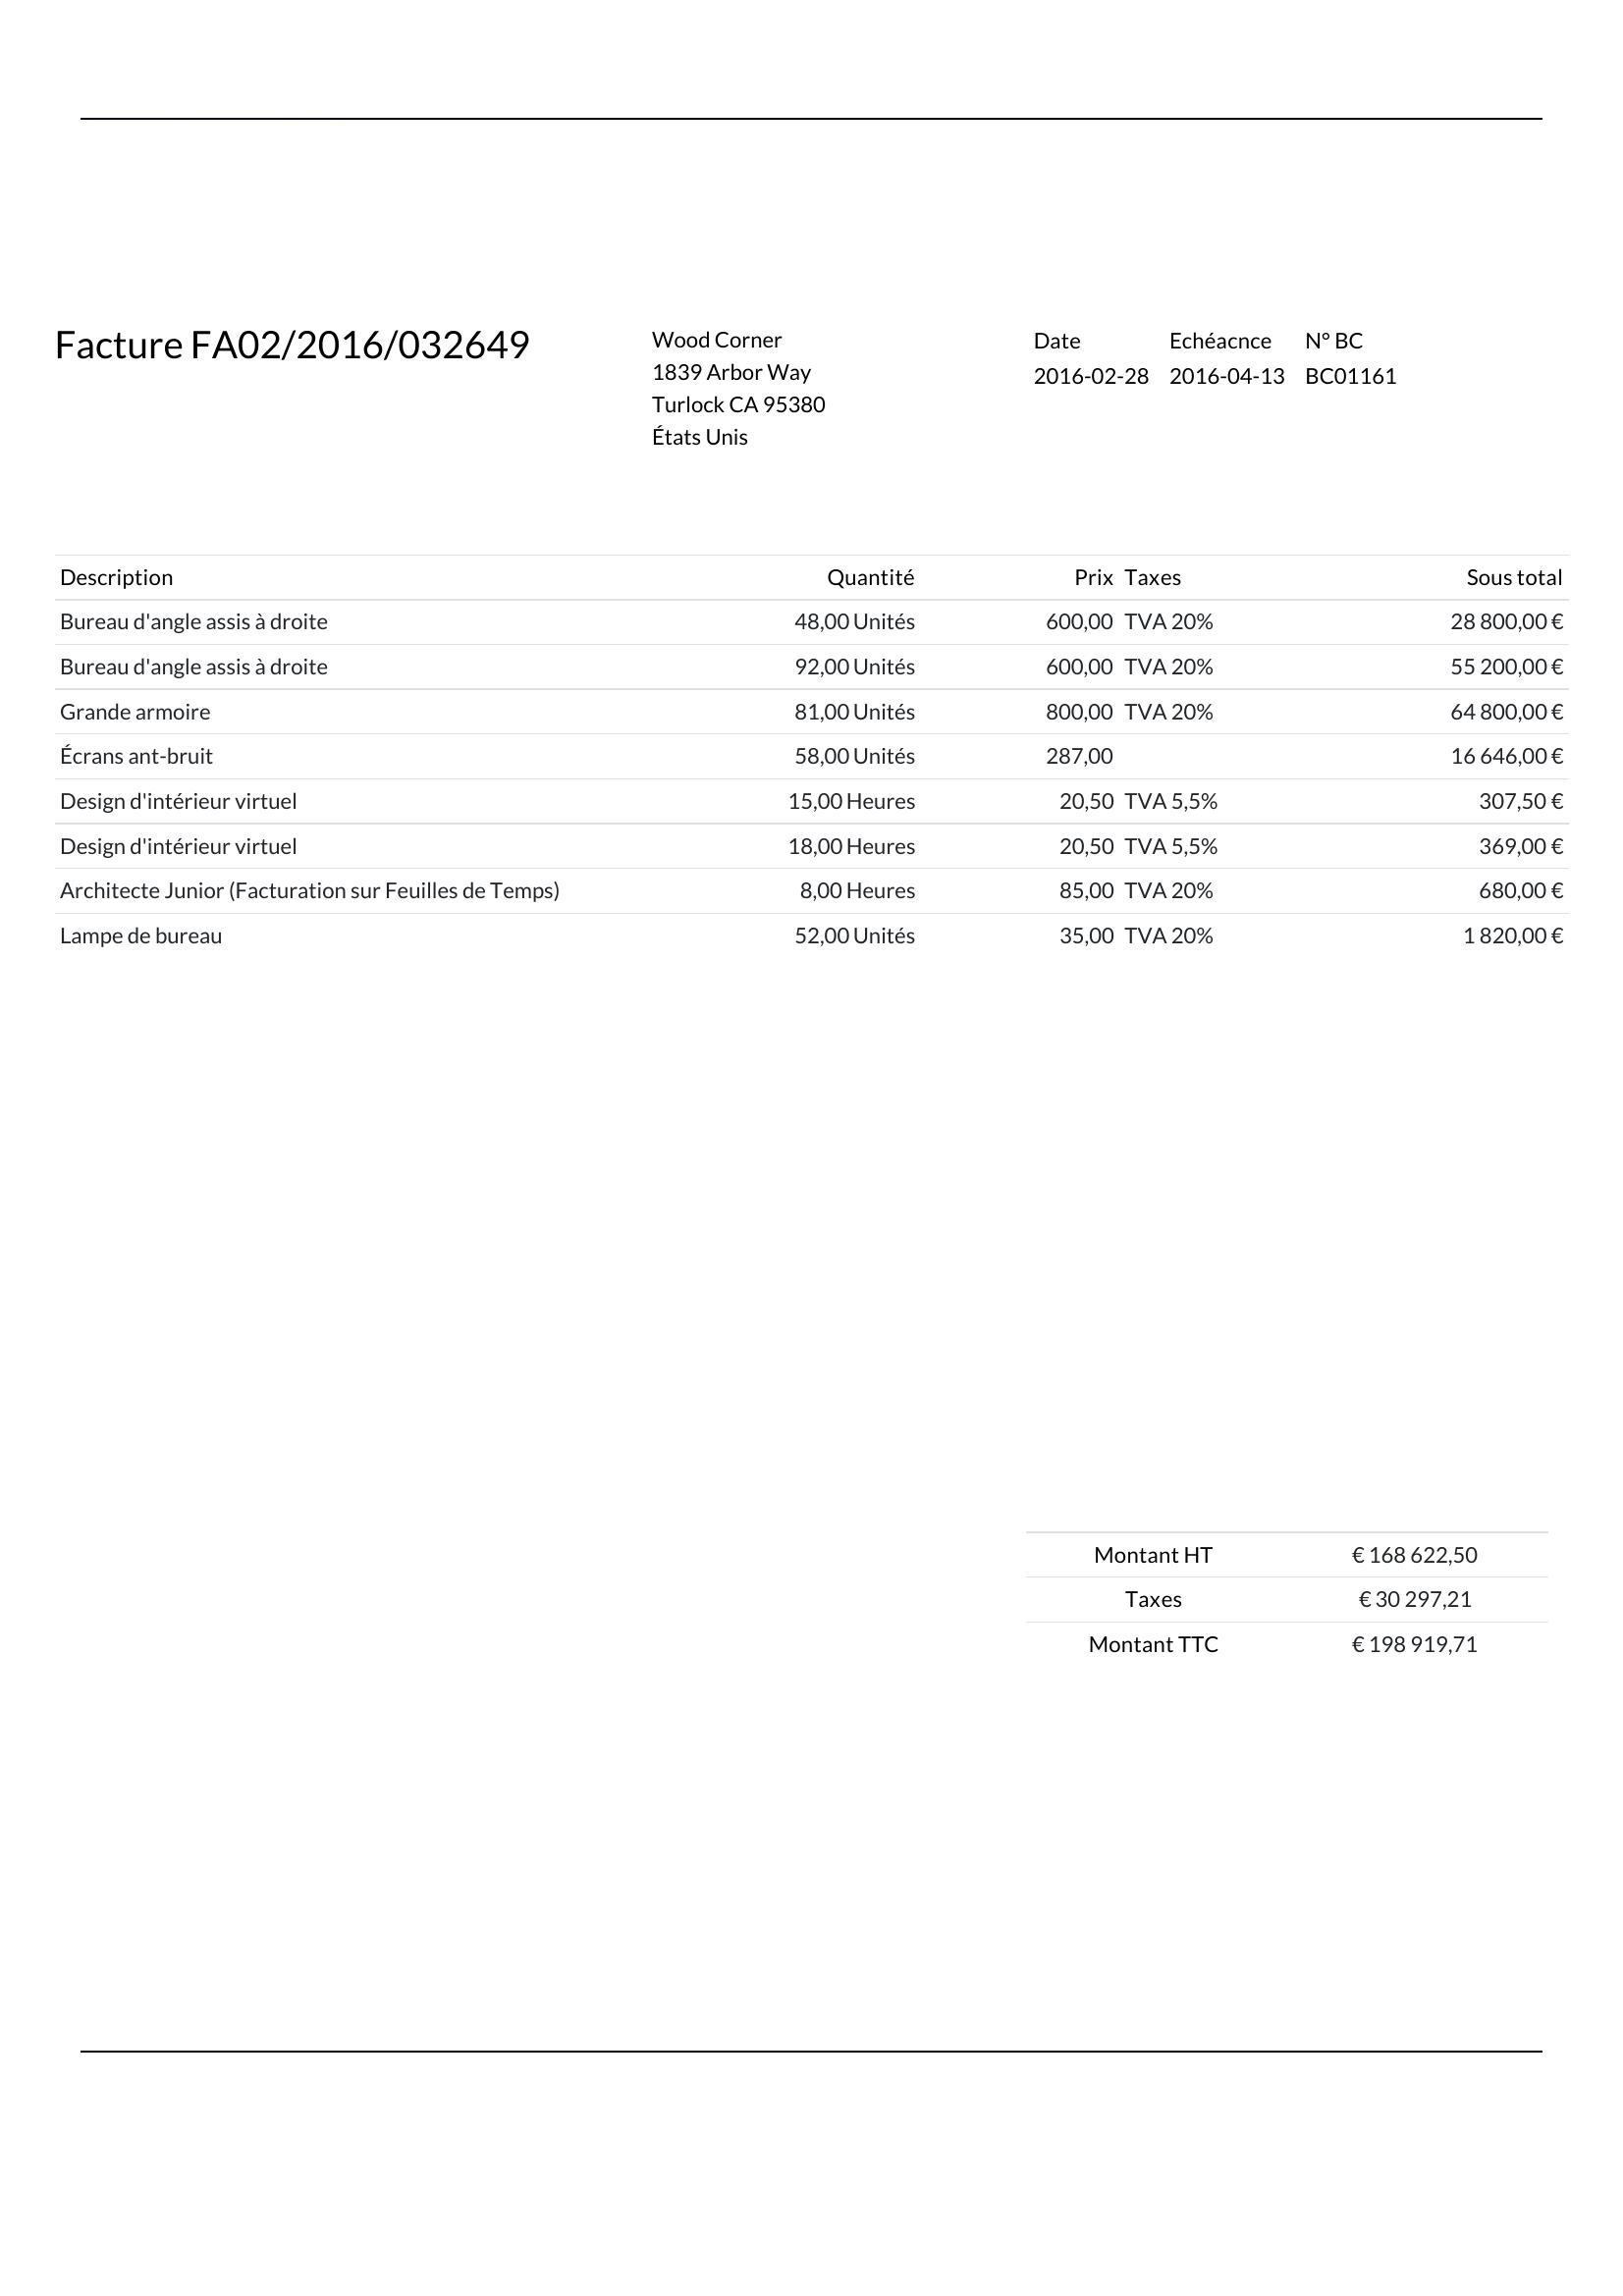 Facture FA02/2016/032649
Wood Corner
1839 Arbor Way
Turlock CA 95380
États Unis
Date Echéacnce N° BC
2016-02-28 2016-04-13 BC01161
Description Quantité Prix Taxes Sous total
Bureau d'angle assis à droite 48,00 Unités 600,00 TVA 20% 28 800,00 €
Bureau d'angle assis à droite 92,00 Unités 600,00 TVA 20% 55 200,00 €
Grande armoire 81,00 Unités 800,00 TVA 20% 64 800,00 €
Écrans ant-bruit 58,00 Unités 287,00 16 646,00 €
Design d'intérieur virtuel 15,00 Heures 20,50 TVA 5,5% 307,50 €
Design d'intérieur virtuel 18,00 Heures 20,50 TVA 5,5% 369,00 €
Architecte Junior (Facturation sur Feuilles de Temps) 8,00 Heures 85,00 TVA 20% 680,00 €
Lampe de bureau 52,00 Unités 35,00 TVA 20% 1 820,00 €
Montant HT € 168 622,50
Taxes € 30 297,21
Montant TTC € 198 919,71